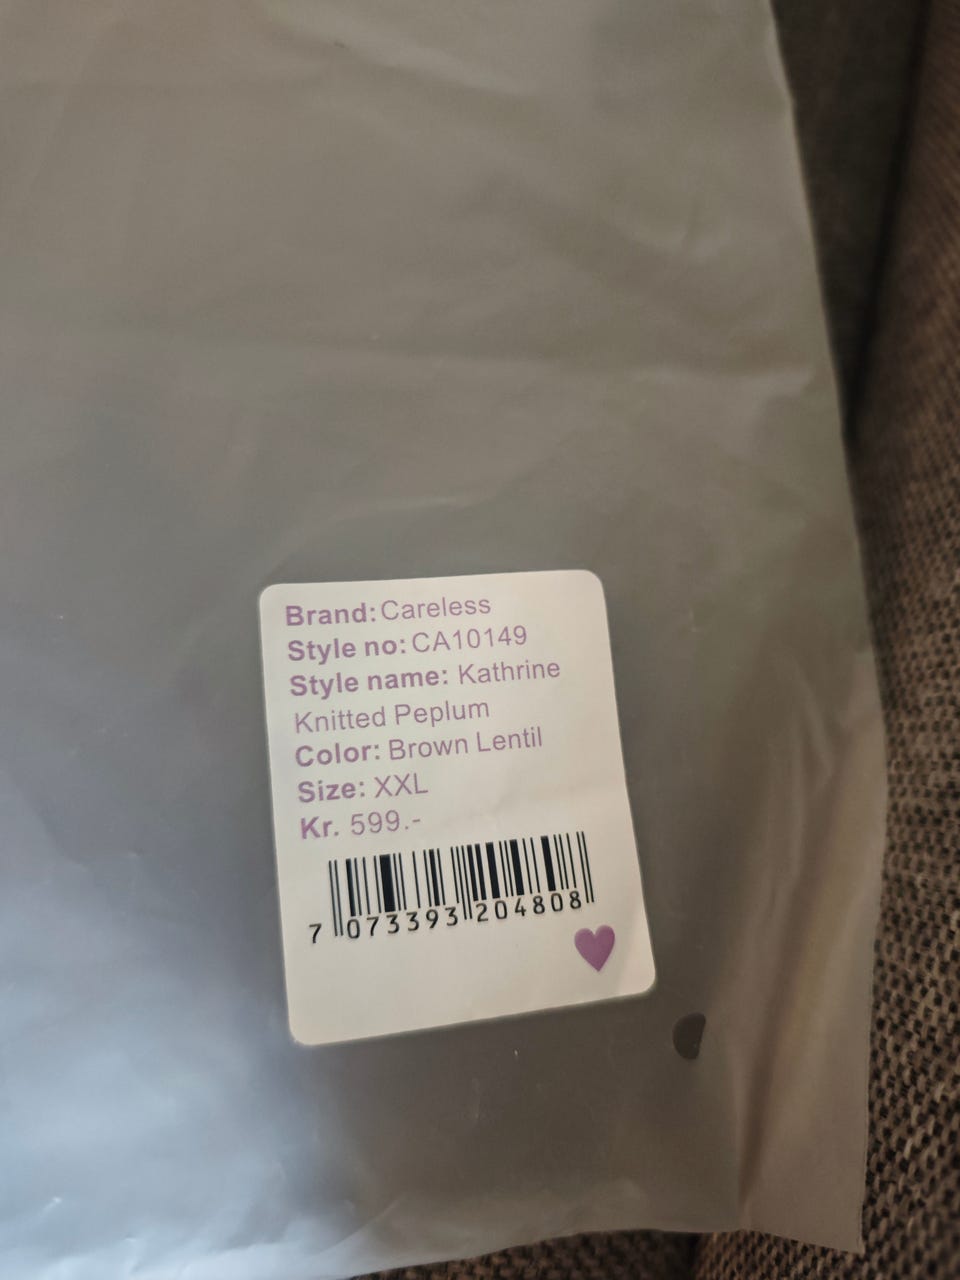 Brand: Careless
Style no: CA10149
Style name: Kathrine
Knitted Peplum
Color: Brown Lentil
Size: XXL
Kr. 599.-
7 073393 204808